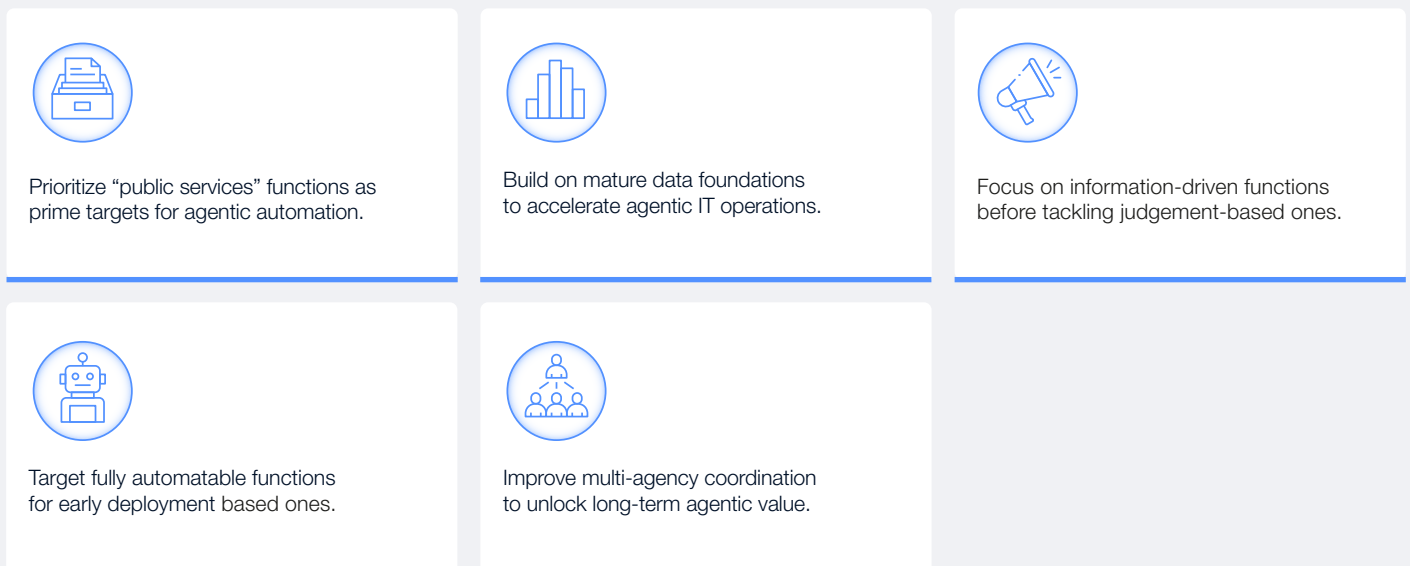 Prioritize “public services” functions as
prime targets for agentic automation.
Build on mature data foundations
to accelerate agentic IT operations.
Focus on information-driven functions
before tackling judgement-based ones.
Target fully automatable functions
for early deployment based ones.
Improve multi-agency coordination
to unlock long-term agentic value.